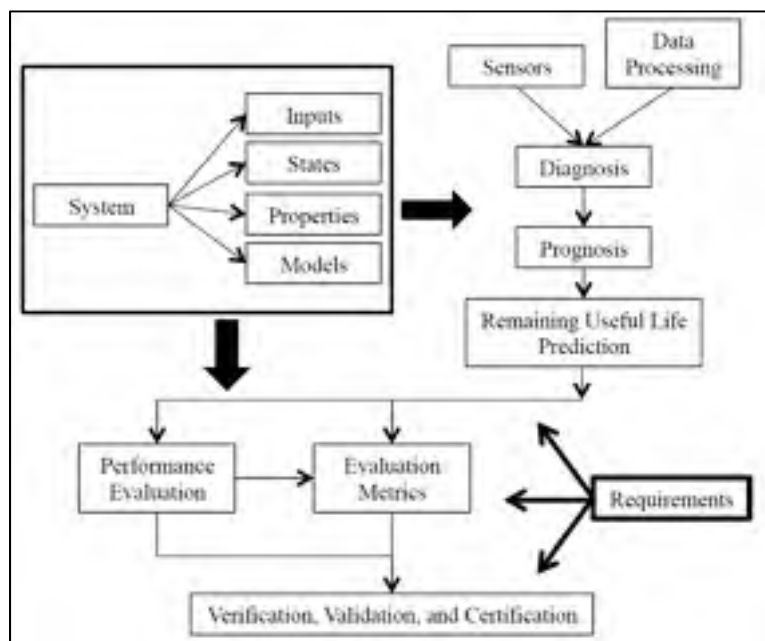 Sensors
Data
Processing
Inputs
States
System
Properties
Models
Diagnosis
Prognosis
Remaining Useful Life
Prediction
Performance
Evaluation
Evaluation
Metrics
Requirements
Verification, Validation, and Certification